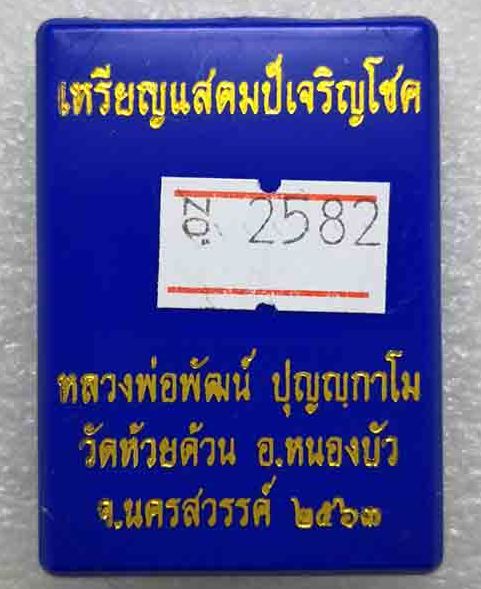 เหรียญแสตมป์เจริญโชค
No. 2582
หลวงพ่อพัฒน์ ปุญญฺกาโม
วัดห้วยด้วน อ.หนองบัว
จ.นครสวรรค์ ๒๕๖๓